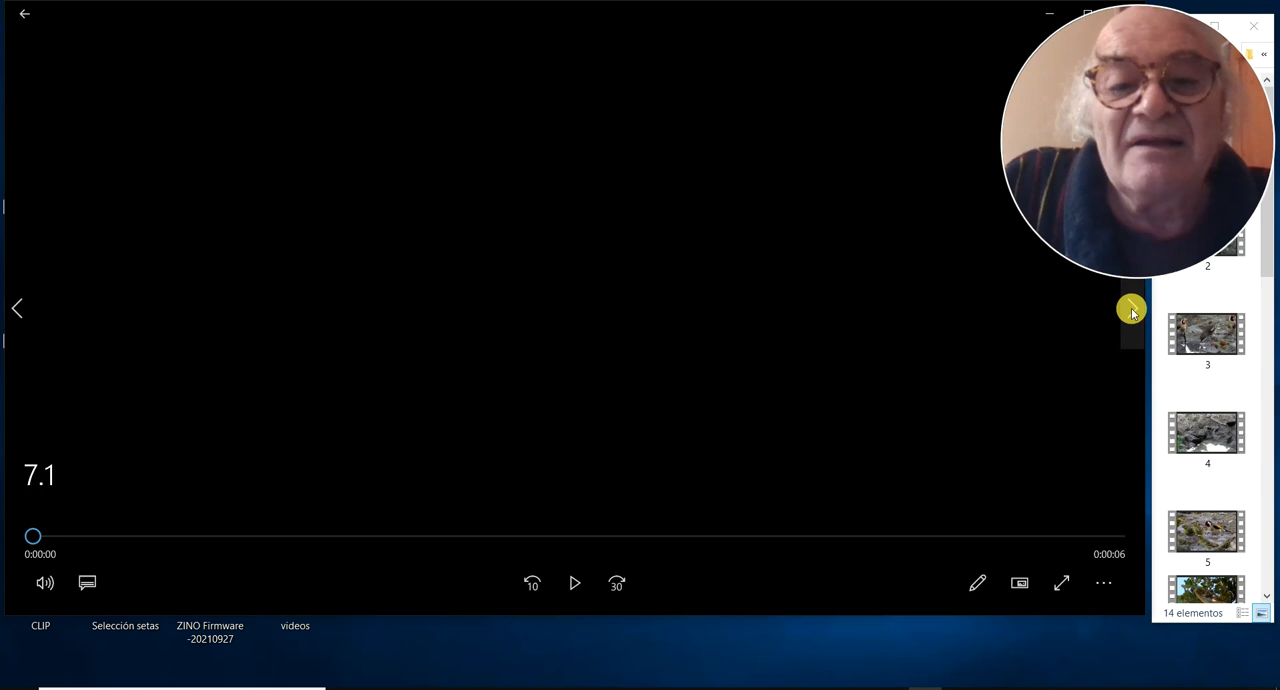 2
3
4
5
14 elementos
7.1
0:00:00
0:00:06
10
30
CLIP
Selección setas
ZINO Firmware
-20210927
videos